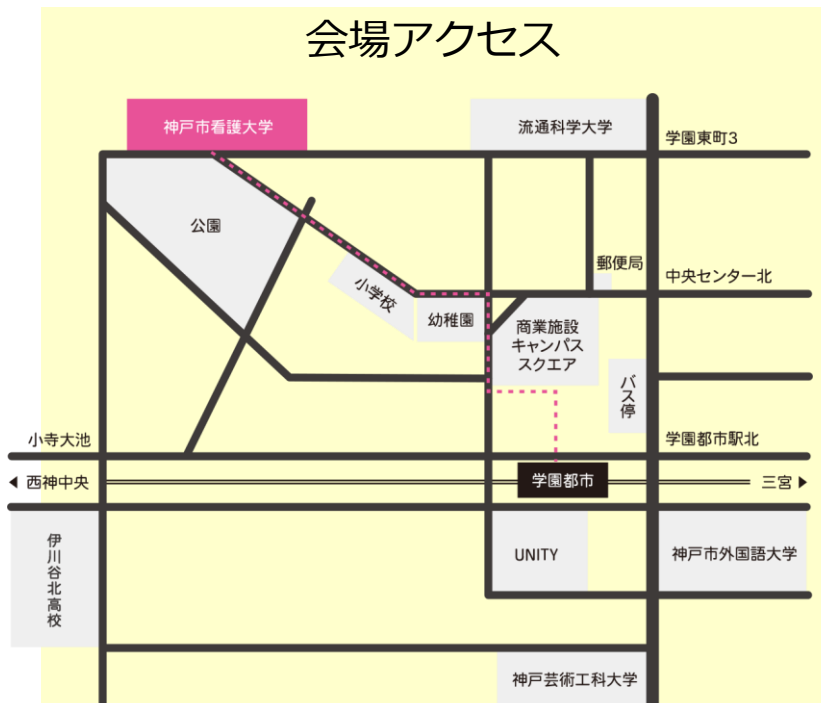 会場アクセス
神戸市看護大学
流通科学大学
学園東町3
公園
郵便局
中央センター北
小学校
幼稚園
商業施設
キャンパス
スクエア
バス停
小寺大池
学園都市駅北
◀ 西神中央
学園都市
三宮 ▶
伊川谷北高校
UNITY
神戸市外国語大学
神戸芸術工科大学